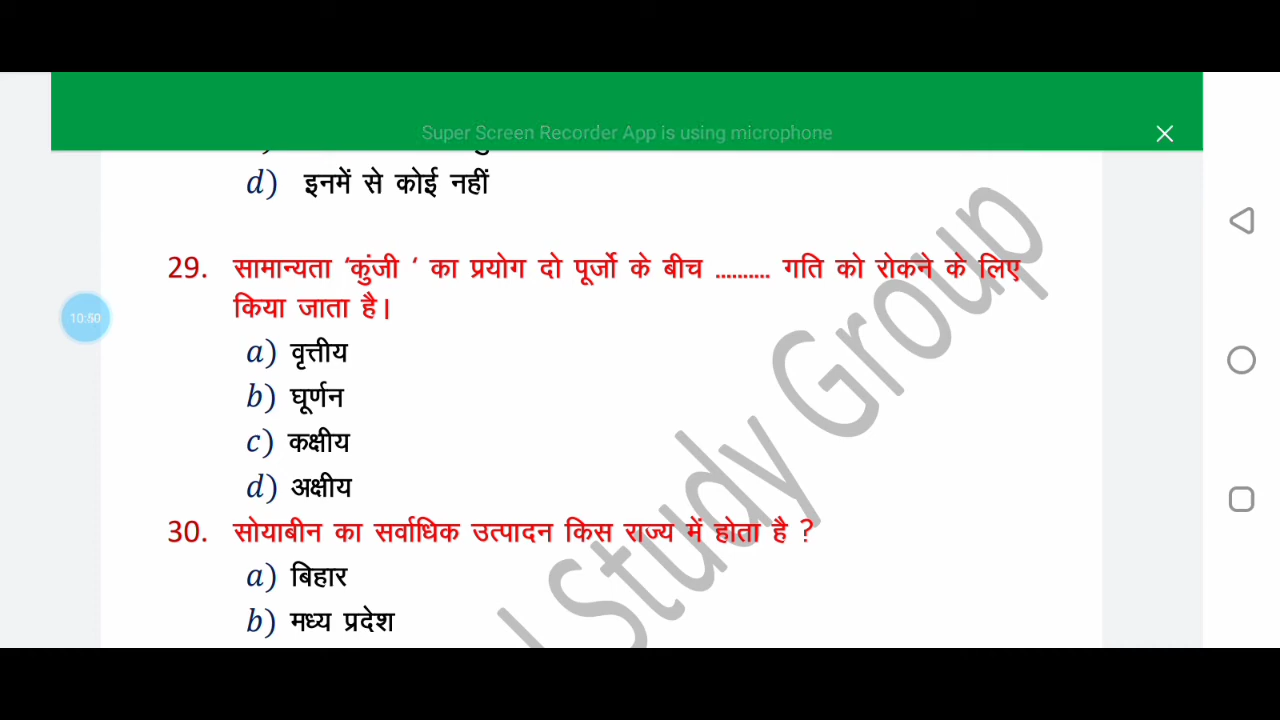 Super Screen Recorder App is using microphone
d) इनमें से कोई नहीं
29. सामान्यता ‘कुंजी ‘ का प्रयोग दो पूर्जो के बीच .......... गति को रोकने के लिए
किया जाता है।
10:50
a) वृत्तीय
b) घूर्णन
c) कक्षीय
d) अक्षीय
30. सोयाबीन का सर्वाधिक उत्पादन किस राज्य में होता है ?
a) बिहार
b) मध्य प्रदेश
Study Group